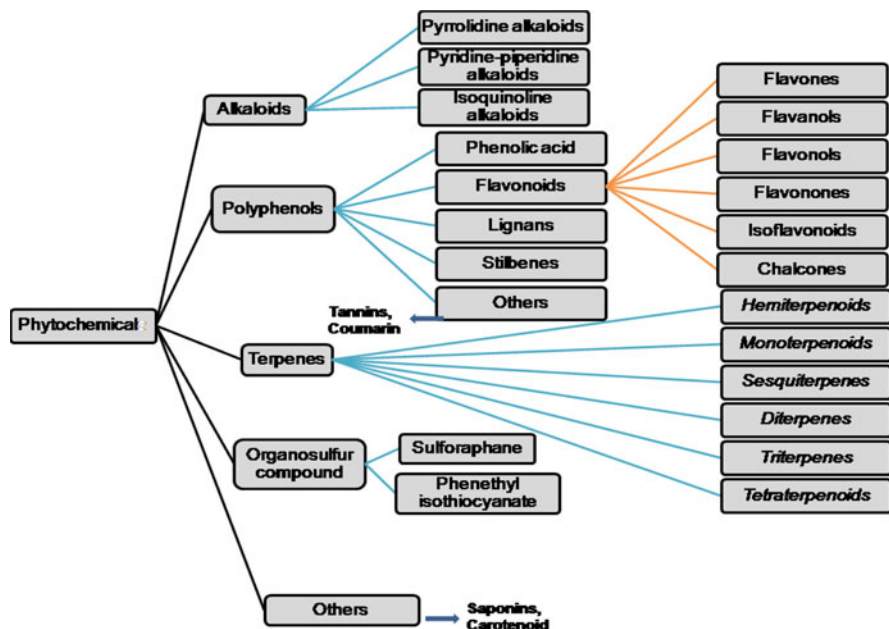 Phytochemical
Alkaloids
Pyrrolidine alkaloids
Pyridine-piperidine
alkaloids
Isoquinoline
alkaloids
Polyphenols
Phenolic acid
Flavonoids
Lignans
Stilbenes
Others
Tannins,
Coumarin
Flavones
Flavanols
Flavonols
Flavonones
Isoflavonoids
Chalcones
Terpenes
Hemiterpenoids
Monoterpenoids
Sesquiterpenes
Diterpenes
Triterpenes
Tetraterpenoids
Organosulfur
compound
Sulforaphane
Phenethyl
isothiocyanate
Others
Saponins,
Carotenoid